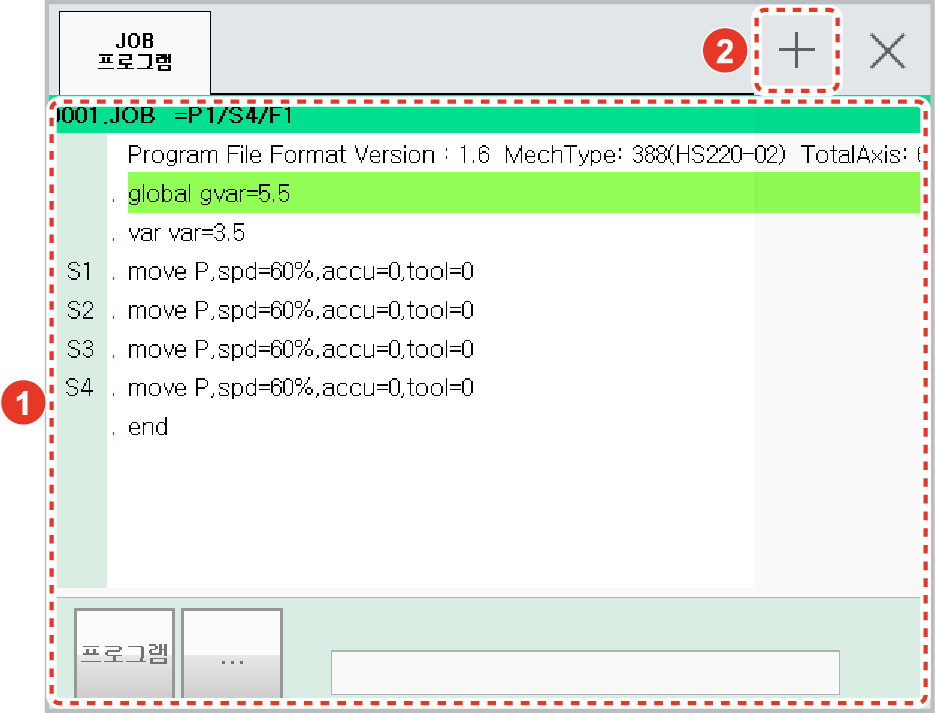 JOB
프로그램
2
0001.JOB =P1/S4/F1
Program File Format Version : 1.6 MechType: 388(HS220-02) TotalAxis:
. global gvar=5.5
. var var=3.5
S1 . move P,spd=60%,accu=0,tool=0
S2 . move P,spd=60%,accu=0,tool=0
S3 . move P,spd=60%,accu=0,tool=0
S4 . move P,spd=60%,accu=0,tool=0
1
. end
프로그램
...